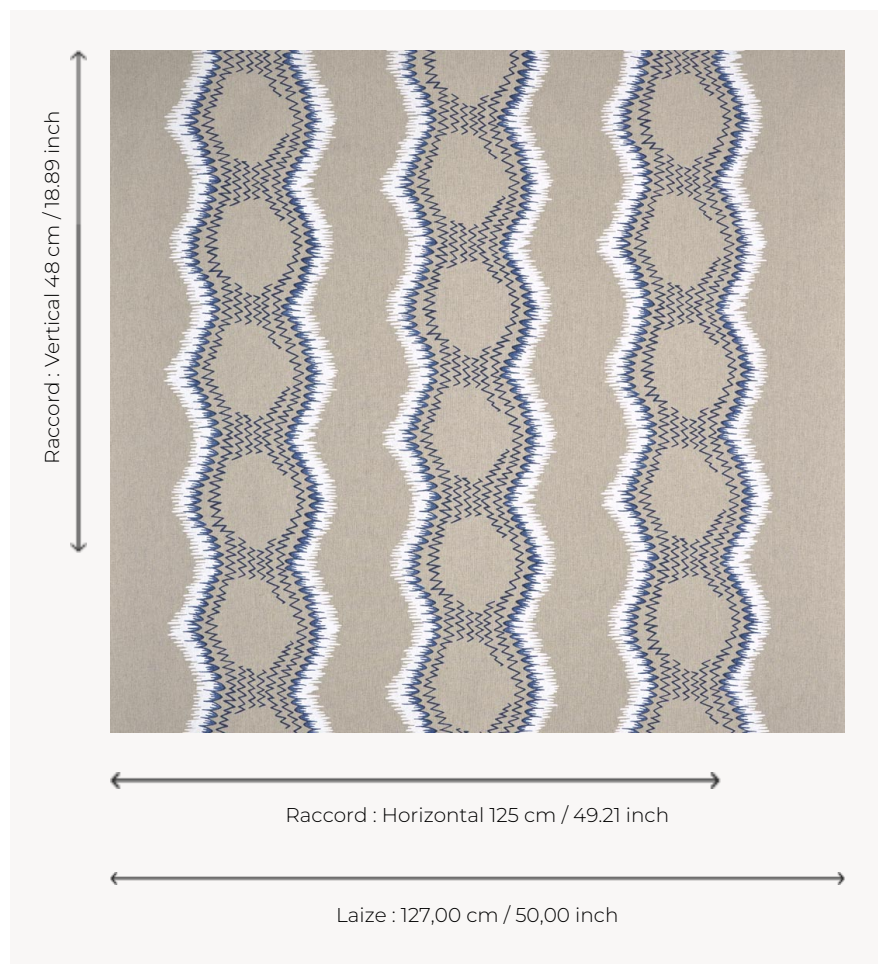 Raccord : Vertical 48 cm / 18.89 inch
Raccord : Horizontal 125 cm / 49.21 inch
Laize : 127,00 cm / 50,00 inch